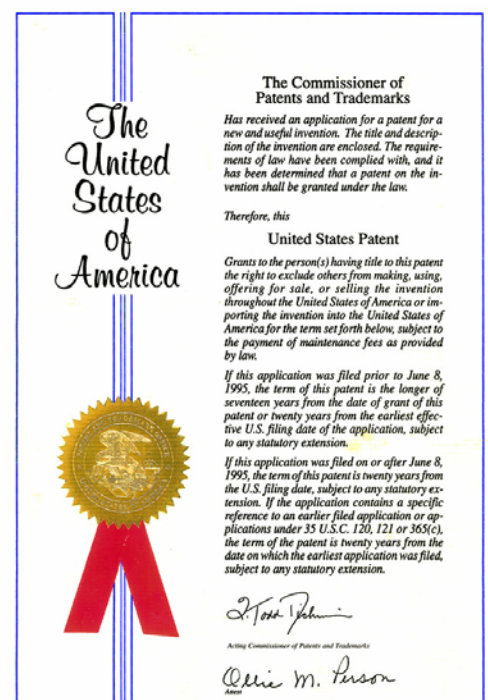 The
United
States
of
America
The Commissioner of
Patents and Trademarks
Has received an application for a patent for a
new and useful invention. The title and descrip-
tion of the invention are enclosed. The require-
ments of law have been complied with, and it
has been determined that a patent on the in-
vention shall be granted under the law.
Therefore, this
United States Patent
Grants to the person(s) having title to this patent
the right to exclude others from making, using,
offering for sale, or selling the invention
throughout the United States of America or im-
porting the invention into the United States of
America for the term set forth below, subject to
the payment of maintenance fees as provided
by law.
If this application was filed prior to June 8,
1995, the term of this patent is the longer of
seventeen years from the date of grant of this
patent or twenty years from the earliest effec-
tive U.S. filing date of the application, subject
to any statutory extension.
If this application was filed on or after June 8,
1995, the term of this patent is twenty years from
the U.S. filing date, subject to any statutory ex-
tension. If the application contains a specific
reference to an earlier filed application or ap-
plications under 35 U.S.C. 120, 121 or 365(c),
the term of the patent is twenty years from the
date on which the earliest application was filed,
subject to any statutory extension.
Acting Commissioner of Patents and Trademarks
Ollie M. Person
Attest